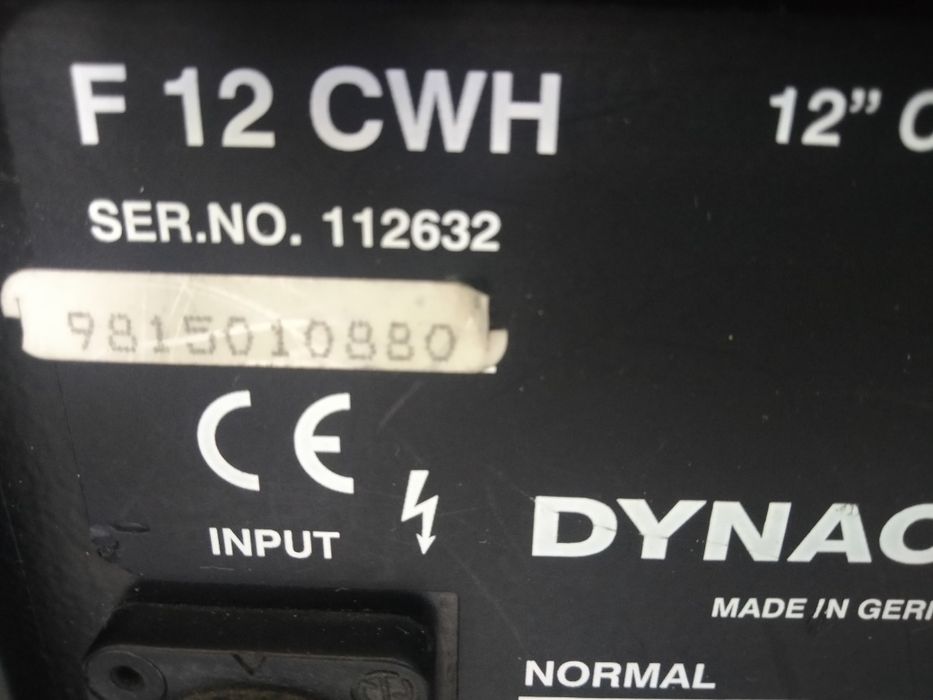 F 12 CWH
12" C
SER.NO. 112632
9815010880
CE
INPUT
DYNAC
MADE IN GER
NORMAL